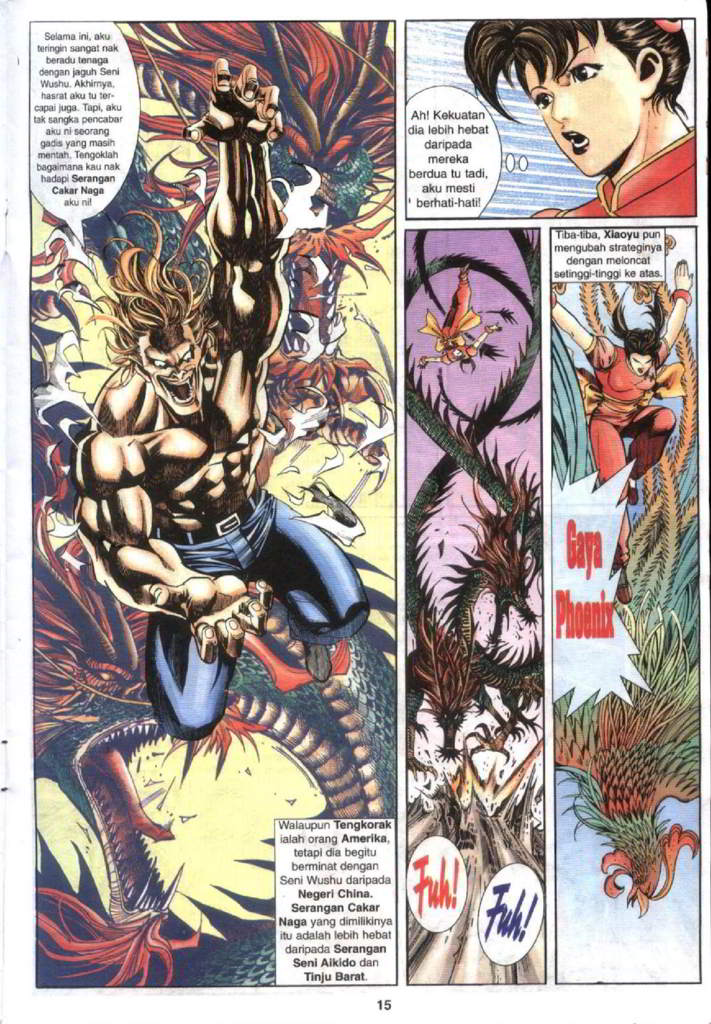 Selama ini, aku
teringin sangat nak
beradu tenaga
dengan jaguh Seni
Wushu. Akhirnya,
hasrat aku tu ter-
capai juga. Tapi, aku
tak sangka pencabar
aku ni seorang
gadis yang masih
mentah. Tengoklah
bagaimana kau nak
hadapi Serangan
Cakar Naga
aku ni!
Ah! Kekuatan
dia lebih hebat
daripada
mereka
berdua tu tadi,
aku mesti
berhati-hati!
Tiba-tiba, Xiaoyu pun
mengubah strateginya
dengan meloncat
setinggi-tinggi ke atas.
Gaya
Phoenix
Walaupun Tengkorak
ialah orang Amerika,
tetapi dia begitu
berminat dengan
Seni Wushu daripada
Negeri China.
Serangan Cakar
Naga yang dimilikinya
itu adalah lebih hebat
daripada Serangan
Seni Aikido dan
Tinju Barat.
Fuh!
Fuh!
15